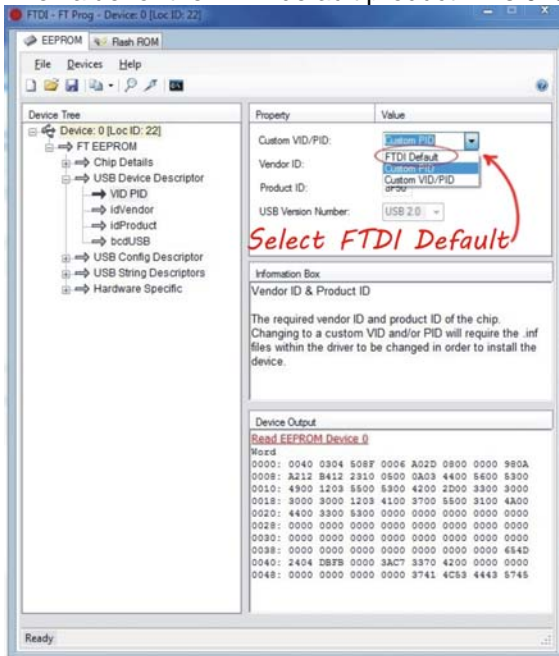 FTDI - FT Prog - Device: 0 [Loc ID: 22]
EEPROM Flash ROM
File Devices Help
Device Tree
Device: 0 [Loc ID: 22]
FT EEPROM
Chip Details
USB Device Descriptor
VID PID
idVendor
idProduct
bcdUSB
USB Config Descriptor
USB String Descriptors
Hardware Specific
Property Value
Custom VID/PID: Custom PID
FTDI Default
Custom PID
Custom VID/PID
Vendor ID:
Product ID:
USB Version Number: USB 2.0
Select FTDI Default
Information Box
Vendor ID & Product ID
The required vendor ID and product ID of the chip.
Changing to a custom VID and/or PID will require the .inf
files within the driver to be changed in order to install the
device.
Device Output
Read EEPROM Device 0
Word
0000: 0040 0304 508F 0006 A02D 0800 0000 980A
0008: A212 B412 2310 0500 0A03 4400 5600 5300
0010: 4900 1203 5500 5300 4200 2D00 3300 3000
0018: 3000 3000 1203 4100 3700 5500 3100 4A00
0020: 4400 3300 5300 0000 0000 0000 0000 0000
0028: 0000 0000 0000 0000 0000 0000 0000 0000
0030: 0000 0000 0000 0000 0000 0000 0000 0000
0038: 0000 0000 0000 0000 0000 0000 0000 654D
0040: 2404 DBFB 0000 3AC7 3370 4200 0000 0000
0048: 0000 0000 0000 0000 3741 4C53 4443 5745
Ready